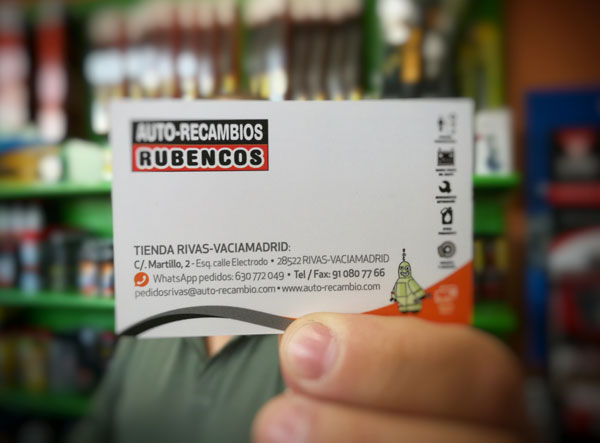 AUTO-RECAMBIOS
RUBENCOS
TIENDA RIVAS-VACIAMADRID:
C/. Martillo, 2 - Esq. calle Electrodo • 28522 RIVAS-VACIAMADRID
WhatsApp pedidos: 630 772 049 • Tel / Fax: 91 080 77 66
pedidosrivas@auto-recambio.com • www.auto-recambio.com